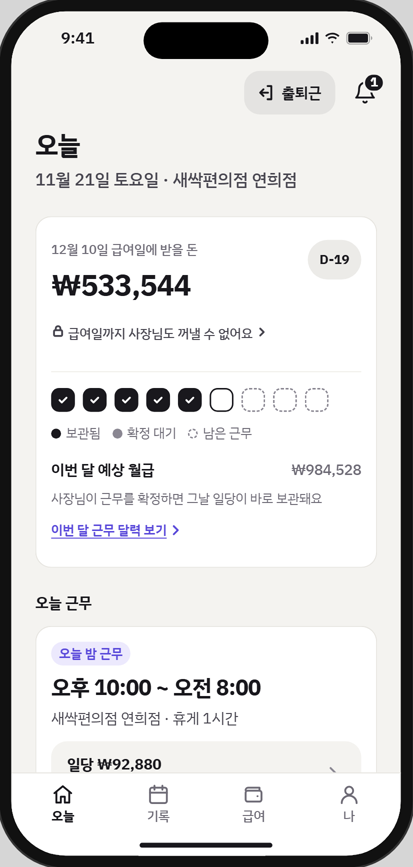 9:41
출퇴근
1
오늘
11월 21일 토요일 · 새싹편의점 연희점
12월 10일 급여일에 받을 돈
D-19
₩533,544
급여일까지 사장님도 꺼낼 수 없어요
보관됨 확정 대기 남은 근무
이번 달 예상 월급 ₩984,528
사장님이 근무를 확정하면 그날 일당이 바로 보관돼요
이번 달 근무 달력 보기
오늘 근무
오늘 밤 근무
오후 10:00 ~ 오전 8:00
새싹편의점 연희점 · 휴게 1시간
일당 ₩92,880
오늘 기록 급여 나